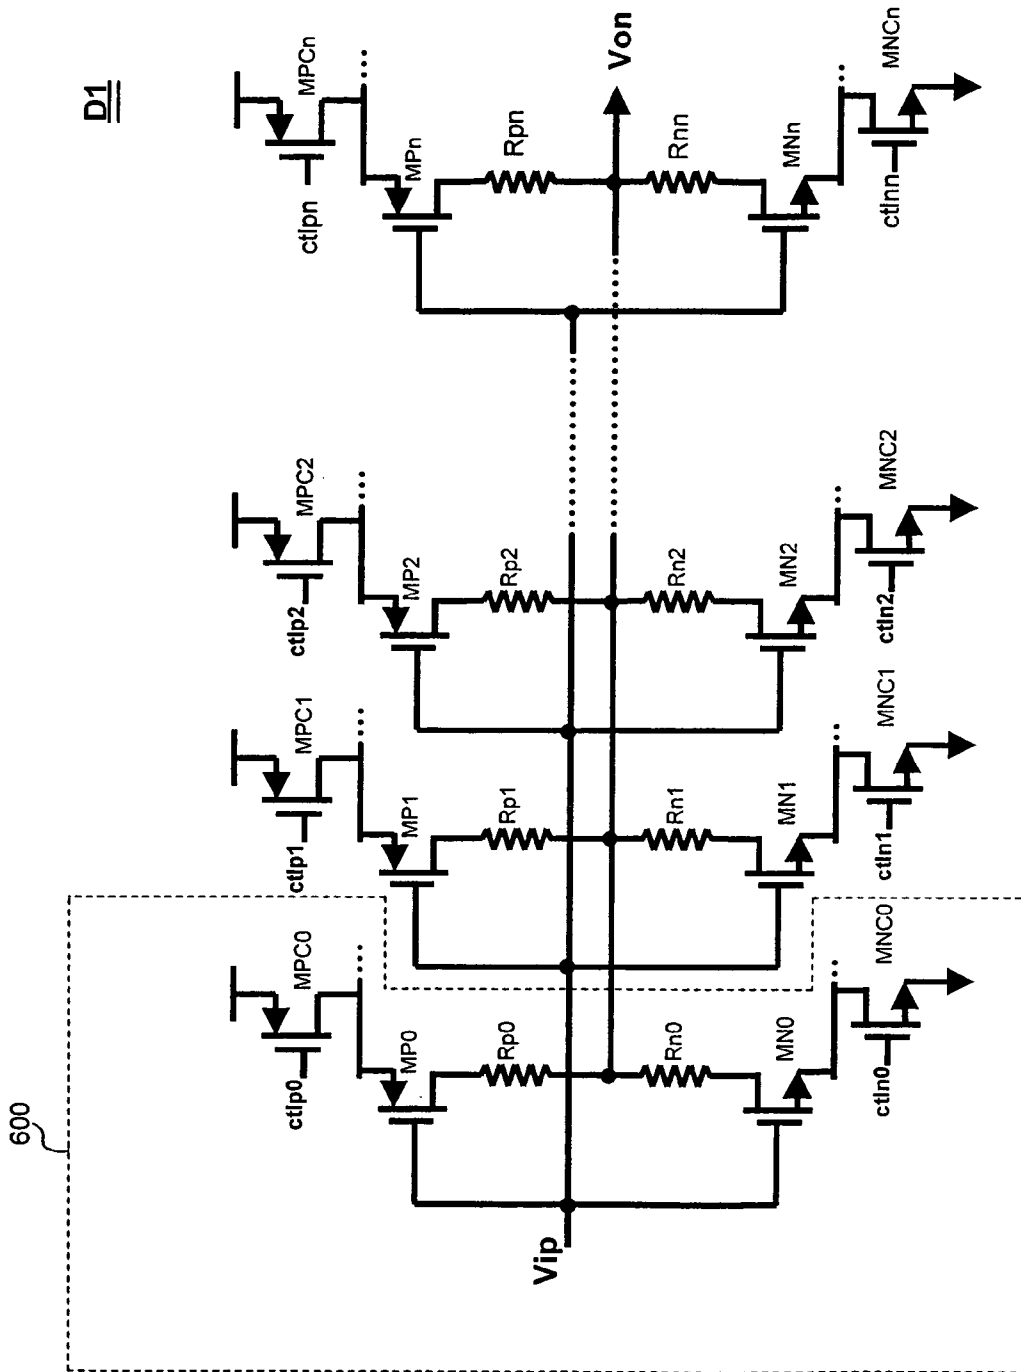 D1
600
ctlp0
MPC0
MP0
Rp0
Rn0
MN0
MNC0
ctln0
ctlp1
MPC1
MP1
Rp1
Rn1
MN1
MNC1
ctln1
ctlp2
MPC2
MP2
Rp2
Rn2
MN2
MNC2
ctln2
ctlpn
MPCn
MPn
Rpn
Rnn
MNn
MNCn
ctlnn
Vip
Von